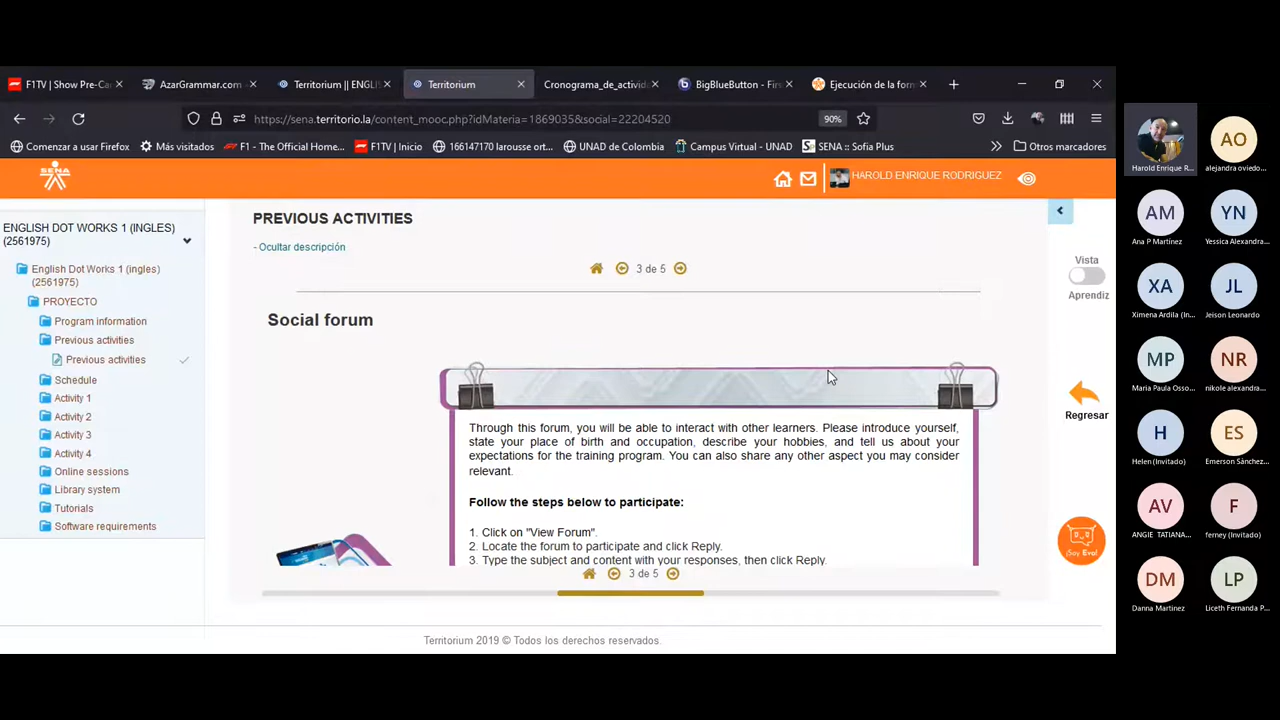 F1TV | Show Pre-Ca
AzarGrammar.com
Territorium || ENGLIS
Territorium
Cronograma_de_activid
BigBlueButton - Fir
Ejecución de la form
https://sena.territorio.la/content_mooc.php?idMateria=1869035&social=22204520
90%
Comenzar a usar Firefox
Más visitados
F1 - The Official Home...
F1TV | Inicio
166147170 larousse ort...
UNAD de Colombia
Campus Virtual - UNAD
SENA :: Sofia Plus
Otros marcadores
SENA
HAROLD ENRIQUE RODRIGUEZ
ENGLISH DOT WORKS 1 (INGLES)
(2561975)
English Dot Works 1 (ingles)
(2561975)
PROYECTO
Program information
Previous activities
Previous activities
Schedule
Activity 1
Activity 2
Activity 3
Activity 4
Online sessions
Library system
Tutorials
Software requirements
PREVIOUS ACTIVITIES
- Ocultar descripción
3 de 5
Social forum
Through this forum, you will be able to interact with other learners. Please introduce yourself,
state your place of birth and occupation, describe your hobbies, and tell us about your
expectations for the training program. You can also share any other aspect you may consider
relevant.
Follow the steps below to participate:
1. Click on "View Forum".
2. Locate the forum to participate and click Reply.
3. Type the subject and content with your responses, then click Reply.
3 de 5
Territorium 2019 © Todos los derechos reservados.
Vista
Aprendiz
Regresar
¡Soy Evo!
Harold Enrique R...
AO
alejandra oviedo...
AM
Ana P Martínez
YN
Yessica Alexandra...
XA
Ximena Ardila (In...
JL
Jeison Leonardo
MP
Maria Paula Osso...
NR
nikole alexandra...
H
Helen (Invitado)
ES
Emerson Sánchez...
AV
ANGIE TATIANA...
F
ferney (Invitado)
DM
Danna Martinez
LP
Liceth Fernanda P...